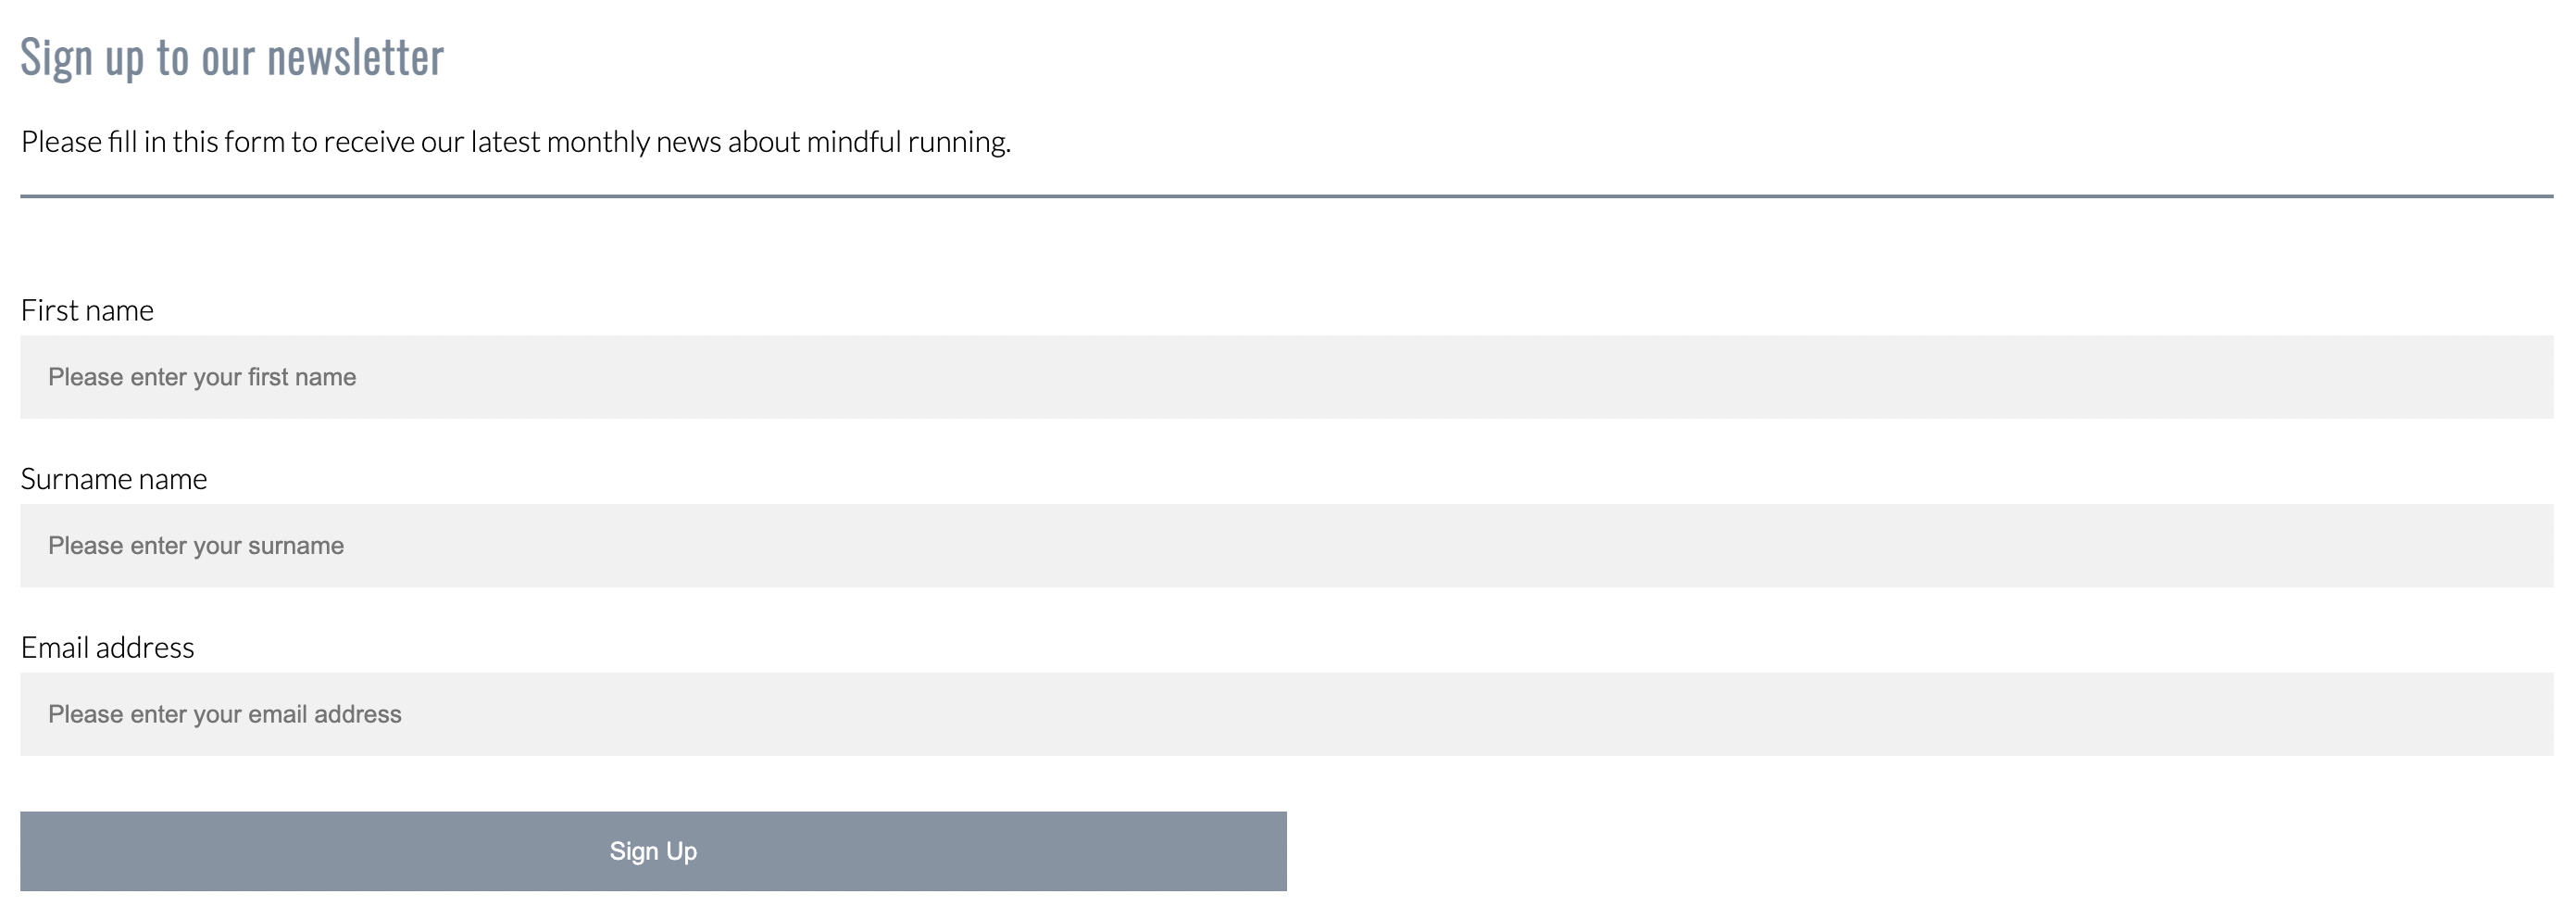 Sign up to our newsletter
Please fill in this form to receive our latest monthly news about mindful running.
First name
Please enter your first name
Surname name
Please enter your surname
Email address
Please enter your email address
Sign Up